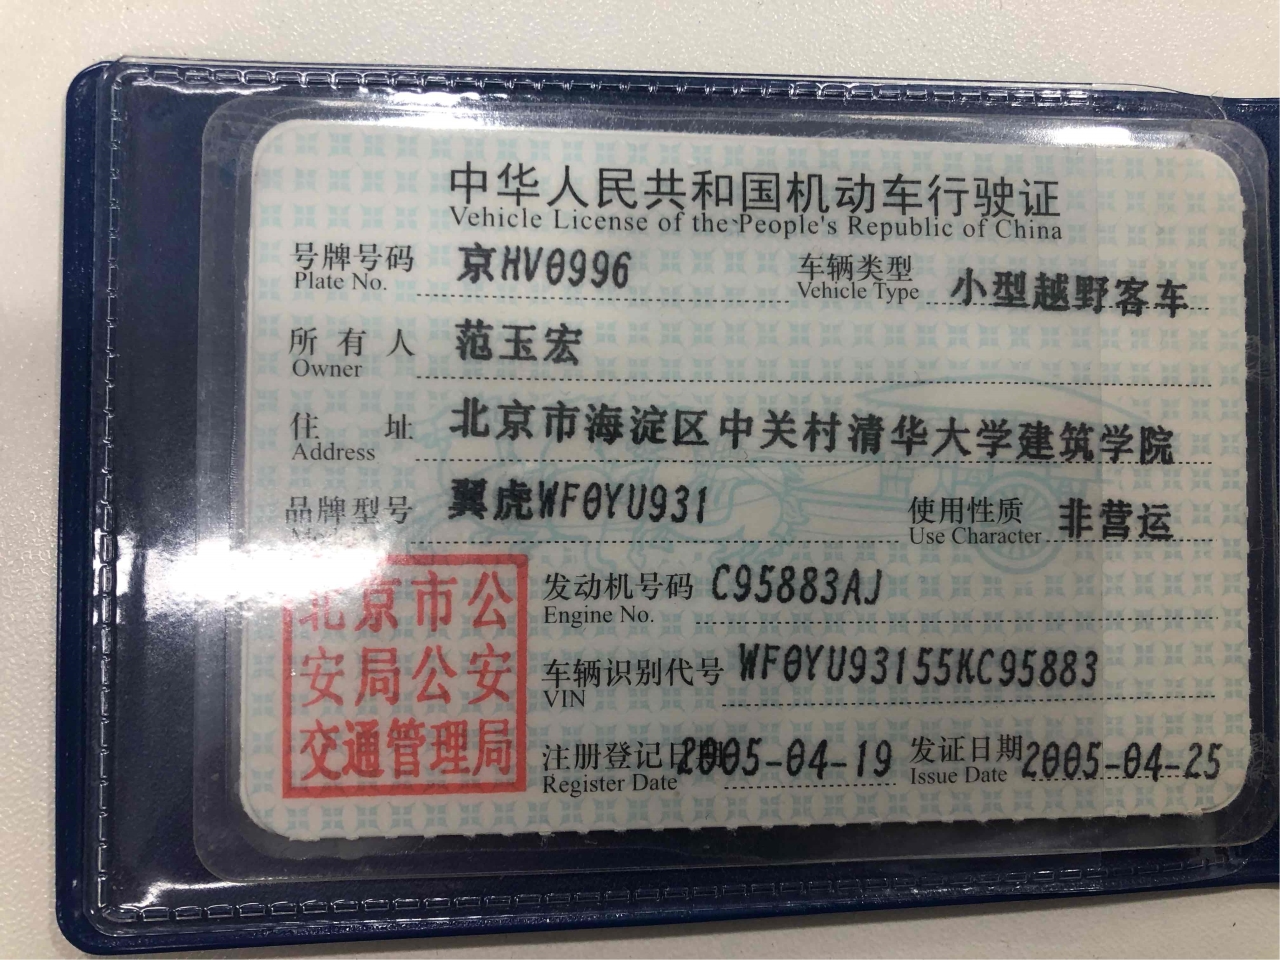 中华人民共和国机动车行驶证
Vehicle License of the People's Republic of China
号牌号码 京HV0996 车辆类型 小型越野客车
Plate No. Vehicle Type
所有人 范玉宏
Owner
住址 北京市海淀区中关村清华大学建筑学院
Address
品牌型号 翼虎WF0YU931 使用性质 非营运
Use Character
发动机号码 C95883AJ
Engine No.
车辆识别代号 WF0YU93155KC95883
VIN
注册登记日期 2005-04-19 发证日期 2005-04-25
Register Date Issue Date
北京市公
安局公安
交通管理局